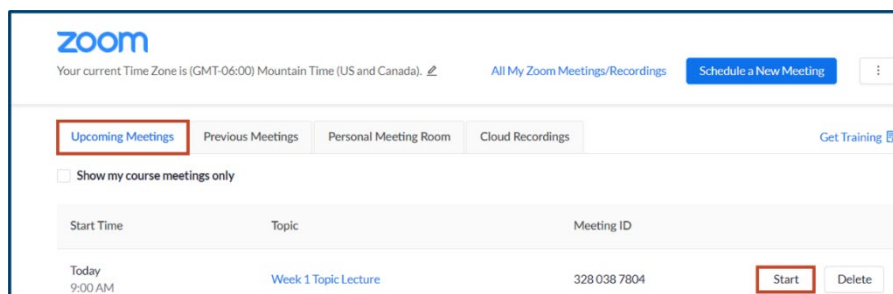 zoom
Your current Time Zone is (GMT-06:00) Mountain Time (US and Canada).
All My Zoom Meetings/Recordings
Schedule a New Meeting
Upcoming Meetings
Previous Meetings
Personal Meeting Room
Cloud Recordings
Get Training
Show my course meetings only
Start Time
Topic
Meeting ID
Today
9:00 AM
Week 1 Topic Lecture
328 038 7804
Start
Delete